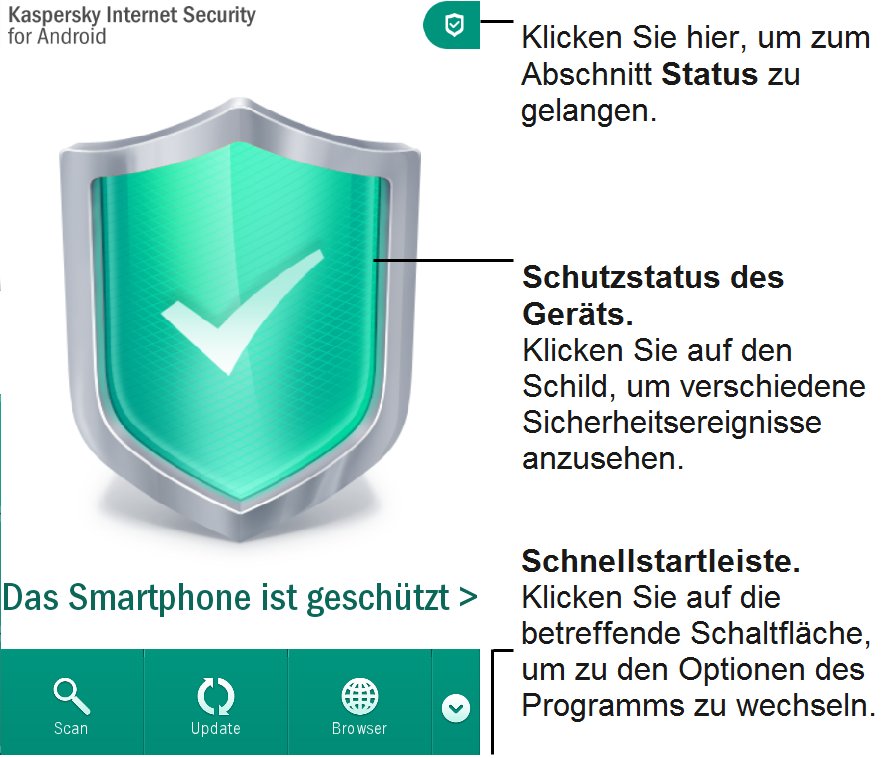 Kaspersky Internet Security
for Android
Klicken Sie hier, um zum
Abschnitt Status zu
gelangen.
Schutzstatus des
Geräts.
Klicken Sie auf den
Schild, um verschiedene
Sicherheitsereignisse
anzusehen.
Das Smartphone ist geschützt >
Schnellstartleiste.
Klicken Sie auf die
betreffende Schaltfläche,
um zu den Optionen des
Programms zu wechseln.
Scan
Update
Browser